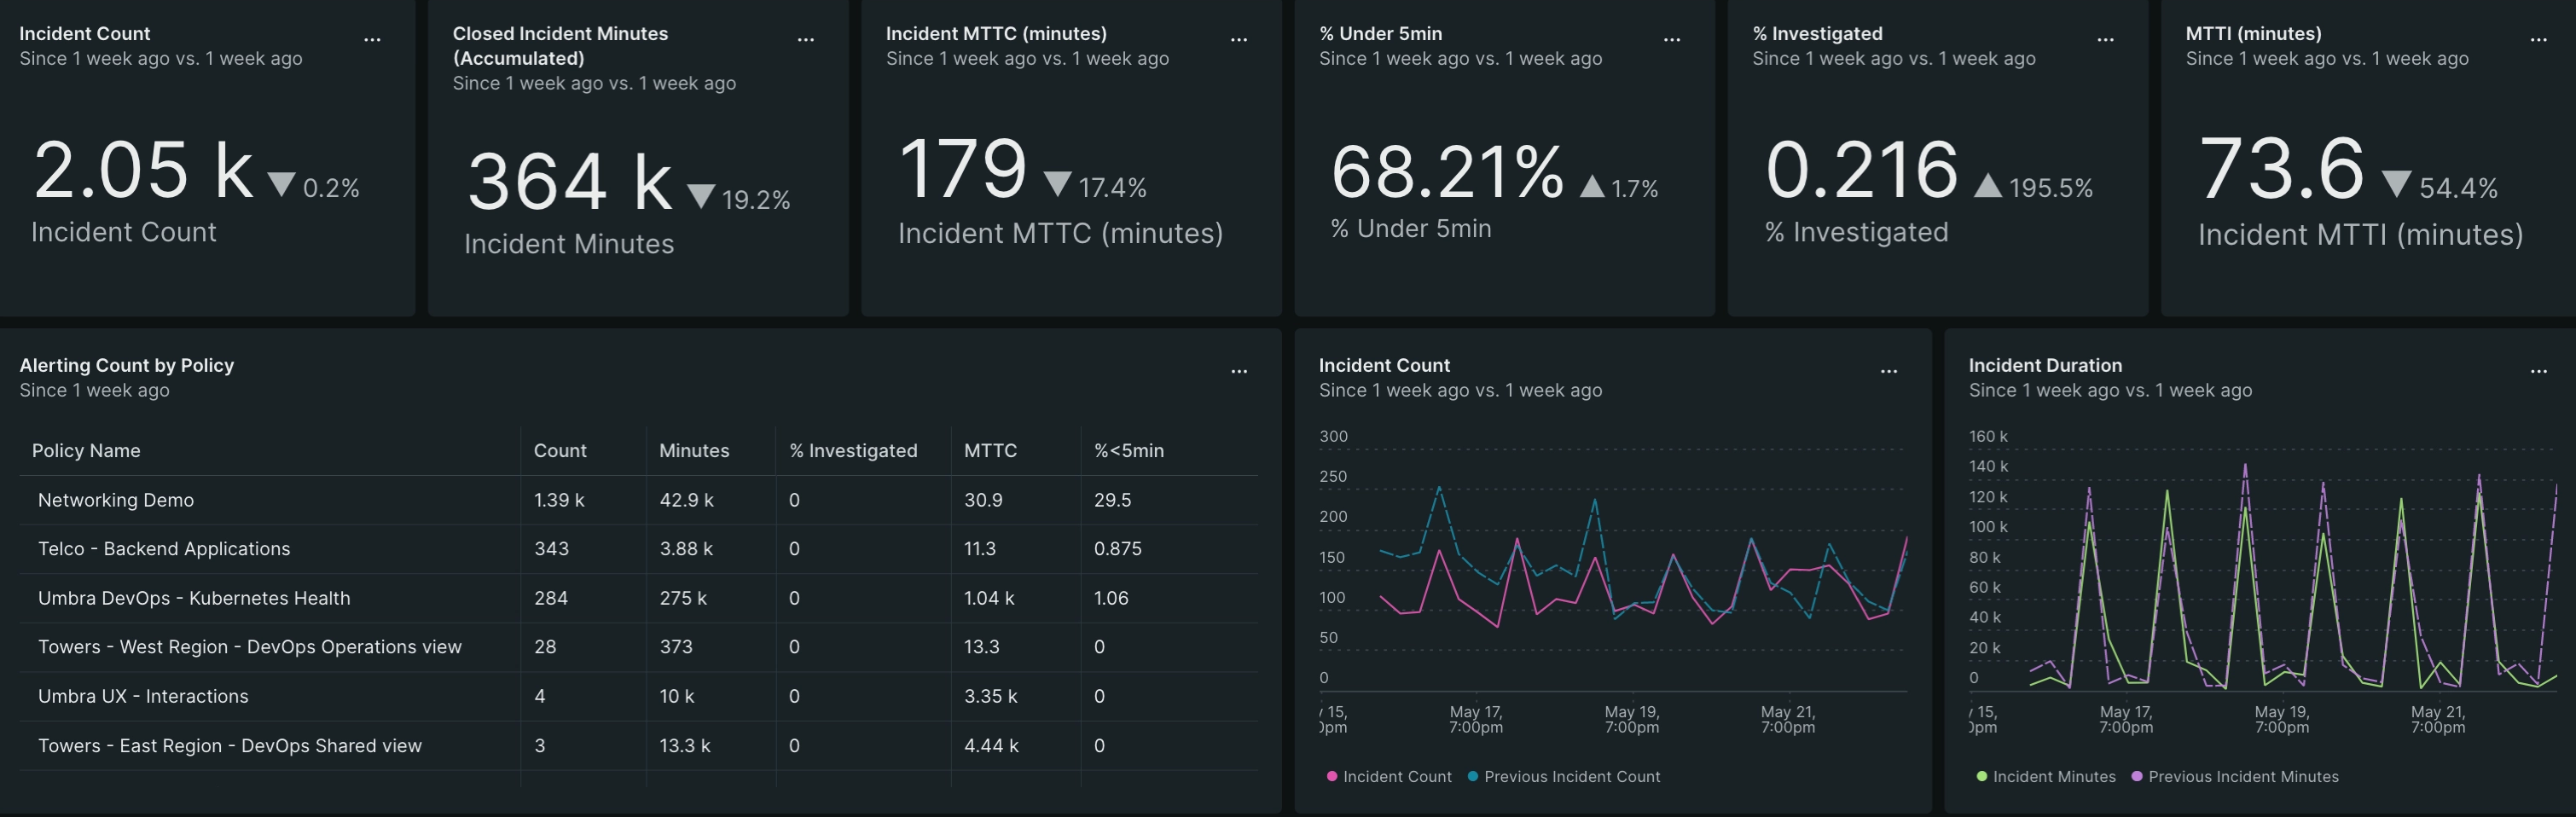 Incident Count
...
Since 1 week ago vs. 1 week ago
2.05 k ▼ 0.2%
Incident Count
Closed Incident Minutes
(Accumulated)
...
Since 1 week ago vs. 1 week ago
364 k ▼ 19.2%
Incident Minutes
Incident MTTC (minutes)
...
Since 1 week ago vs. 1 week ago
179 ▼ 17.4%
Incident MTTC (minutes)
% Under 5min
...
Since 1 week ago vs. 1 week ago
68.21% ▲ 1.7%
% Under 5min
% Investigated
...
Since 1 week ago vs. 1 week ago
0.216 ▲ 195.5%
% Investigated
MTTI (minutes)
...
Since 1 week ago vs. 1 week ago
73.6 ▼ 54.4%
Incident MTTI (minutes)
Alerting Count by Policy
...
Since 1 week ago
Policy Name Count Minutes % Investigated MTTC %<5min
Networking Demo 1.39 k 42.9 k 0 30.9 29.5
Telco - Backend Applications 343 3.88 k 0 11.3 0.875
Umbra DevOps - Kubernetes Health 284 275 k 0 1.04 k 1.06
Towers - West Region - DevOps Operations view 28 373 0 13.3 0
Umbra UX - Interactions 4 10 k 0 3.35 k 0
Towers - East Region - DevOps Shared view 3 13.3 k 0 4.44 k 0
Incident Count
...
Since 1 week ago vs. 1 week ago
300
250
200
150
100
50
0
15, May 17, May 19, May 21,
pm 7:00pm 7:00pm 7:00pm
Incident Count Previous Incident Count
Incident Duration
...
Since 1 week ago vs. 1 week ago
160 k
140 k
120 k
100 k
80 k
60 k
40 k
20 k
0
15, May 17, May 19, May 21,
pm 7:00pm 7:00pm 7:00pm
Incident Minutes Previous Incident Minutes